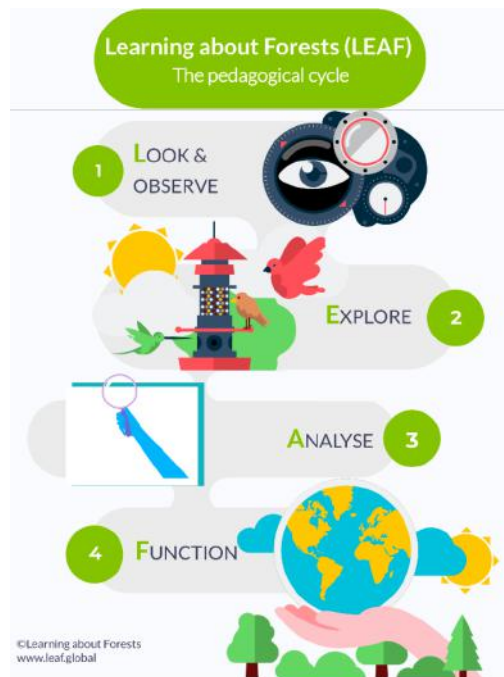 Learning about Forests (LEAF)
The pedagogical cycle
1
LOOK &
OBSERVE
EXPLORE
2
ANALYSE
3
4
FUNCTION
©Learning about Forests
www.leaf.global